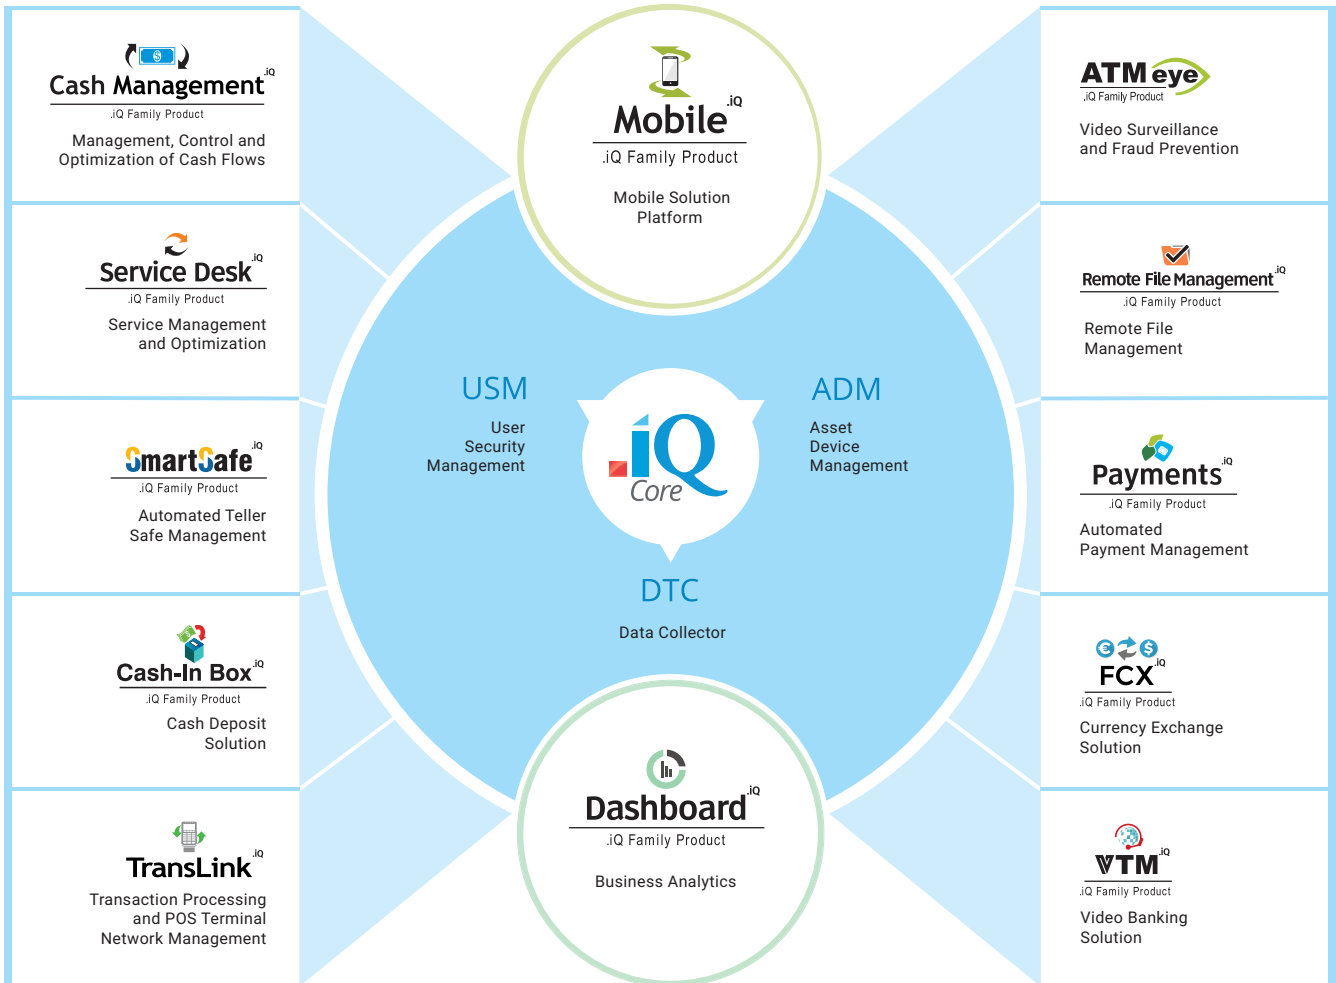 Cash Management.iQ
.iQ Family Product
Management, Control and
Optimization of Cash Flows
Service Desk.iQ
.iQ Family Product
Service Management
and Optimization
SmartSafe.iQ
.iQ Family Product
Automated Teller
Safe Management
Cash-In Box.iQ
.iQ Family Product
Cash Deposit
Solution
TransLink.iQ
.iQ Family Product
Transaction Processing
and POS Terminal
Network Management
Mobile.iQ
.iQ Family Product
Mobile Solution
Platform
USM
User
Security
Management
.iQ
Core
ADM
Asset
Device
Management
DTC
Data Collector
Dashboard.iQ
.iQ Family Product
Business Analytics
ATM eye
.iQ Family Product
Video Surveillance
and Fraud Prevention
Remote File Management.iQ
.iQ Family Product
Remote File
Management
Payments.iQ
.iQ Family Product
Automated
Payment Management
€ $
FCX.iQ
.iQ Family Product
Currency Exchange
Solution
VTM.iQ
.iQ Family Product
Video Banking
Solution